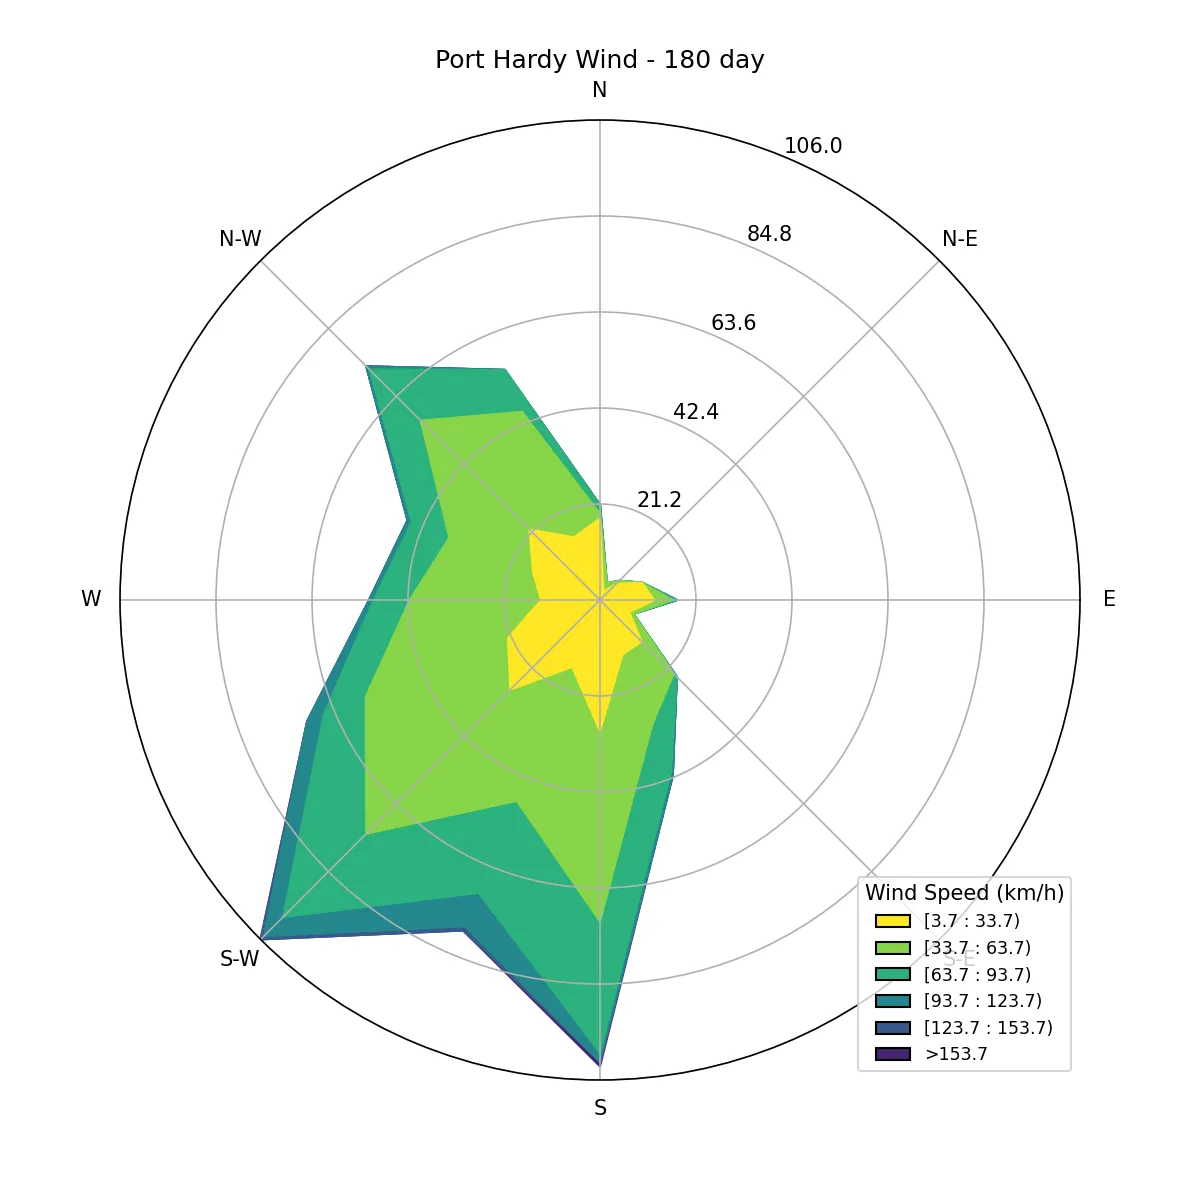 Port Hardy Wind - 180 day
N
106.0
N-W
84.8
N-E
63.6
42.4
21.2
W
E
Wind Speed (km/h)
[3.7 : 33.7)
[33.7 : 63.7)
S-W
S-E
[63.7 : 93.7)
[93.7 : 123.7)
[123.7 : 153.7)
>153.7
S